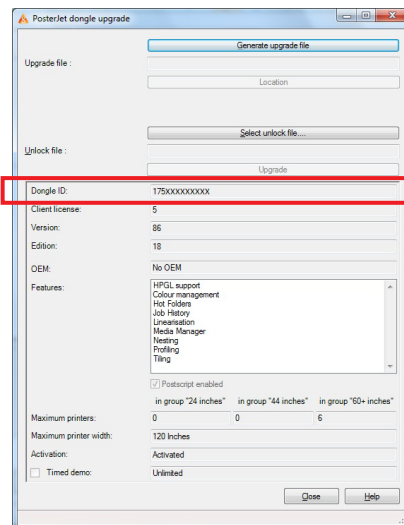 PosterJet dongle upgrade
Generate upgrade file
Upgrade file :
Location
Select unlock file....
Unlock file :
Upgrade
Dongle ID: 175XXXXXXXXX
Client license: 5
Version: 86
Edition: 18
OEM: No OEM
Features: HPGL support
Colour management
Hot Folders
Job History
Linearisation
Media Manager
Nesting
Profiling
Tiling
Postscript enabled
in group "24 inches" in group "44 inches" in group "60+ inches"
Maximum printers: 0 0 6
Maximum printer width: 120 Inches
Activation: Activated
Timed demo: Unlimited
Close Help